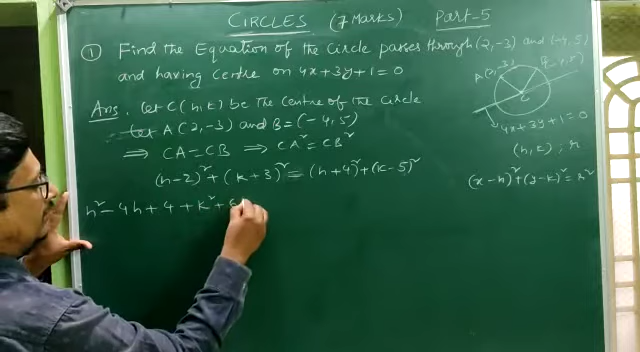 CIRCLES (7 Marks) Part-5
① Find the Equation of the Circle passes through (2,-3) and (-4,5)
and having Centre on 4x+3y+1=0
Ans. Let C(h,k) be the Centre of the Circle
Let A(2,-3) and B=(-4,5)
⇒ CA=CB ⇒ CA²=CB²
(h-2)²+(k+3)²=(h+4)²+(k-5)²
h²-4h+4+k²+6
4x+3y+1=0
(h,k) ; r
(x-h)²+(y-k)²=r²